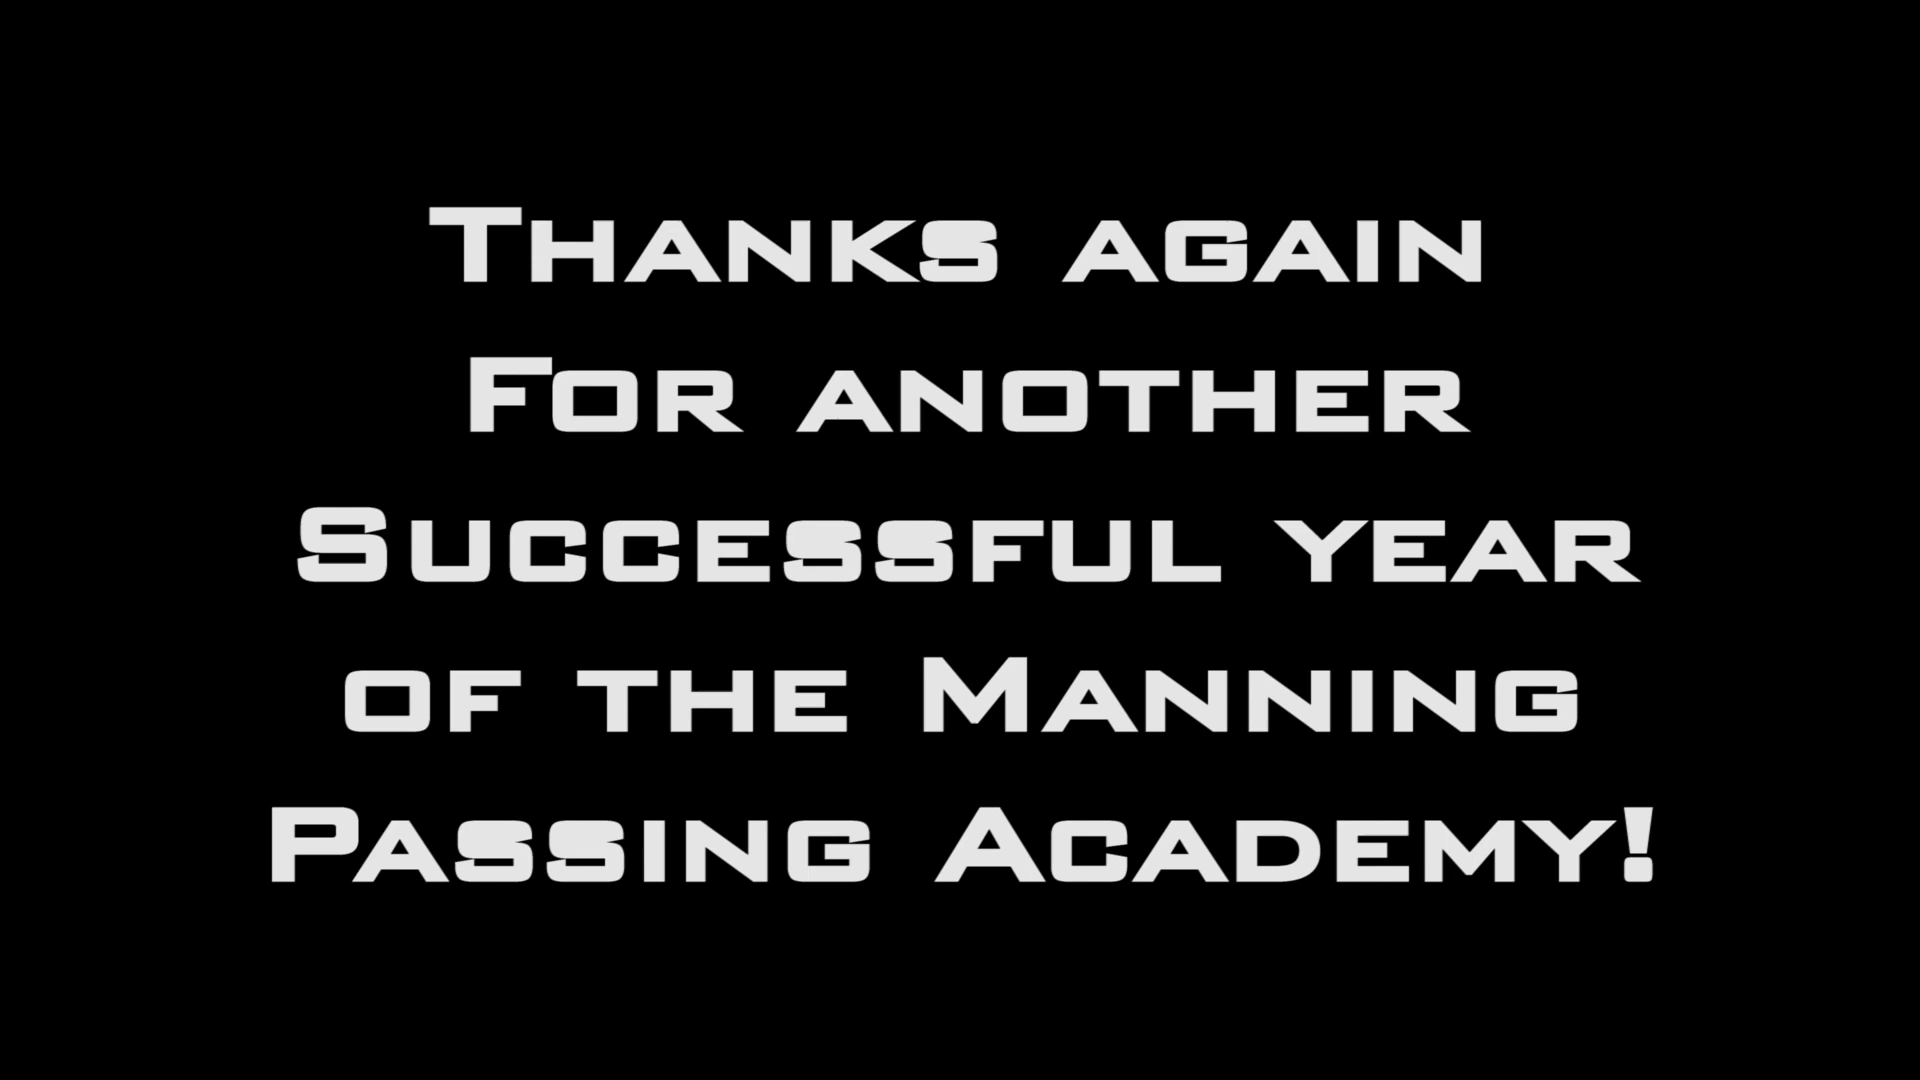 Thanks again
For another
Successful year
of the Manning
Passing Academy!